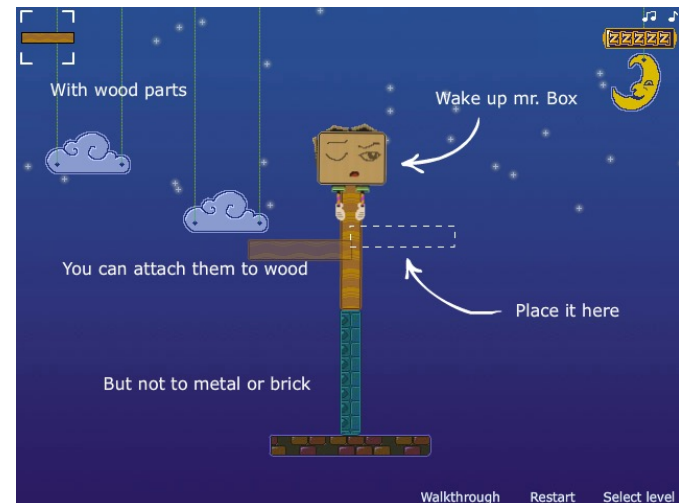 ZZZZZ
With wood parts
Wake up mr. Box
You can attach them to wood
Place it here
But not to metal or brick
Walkthrough Restart Select level